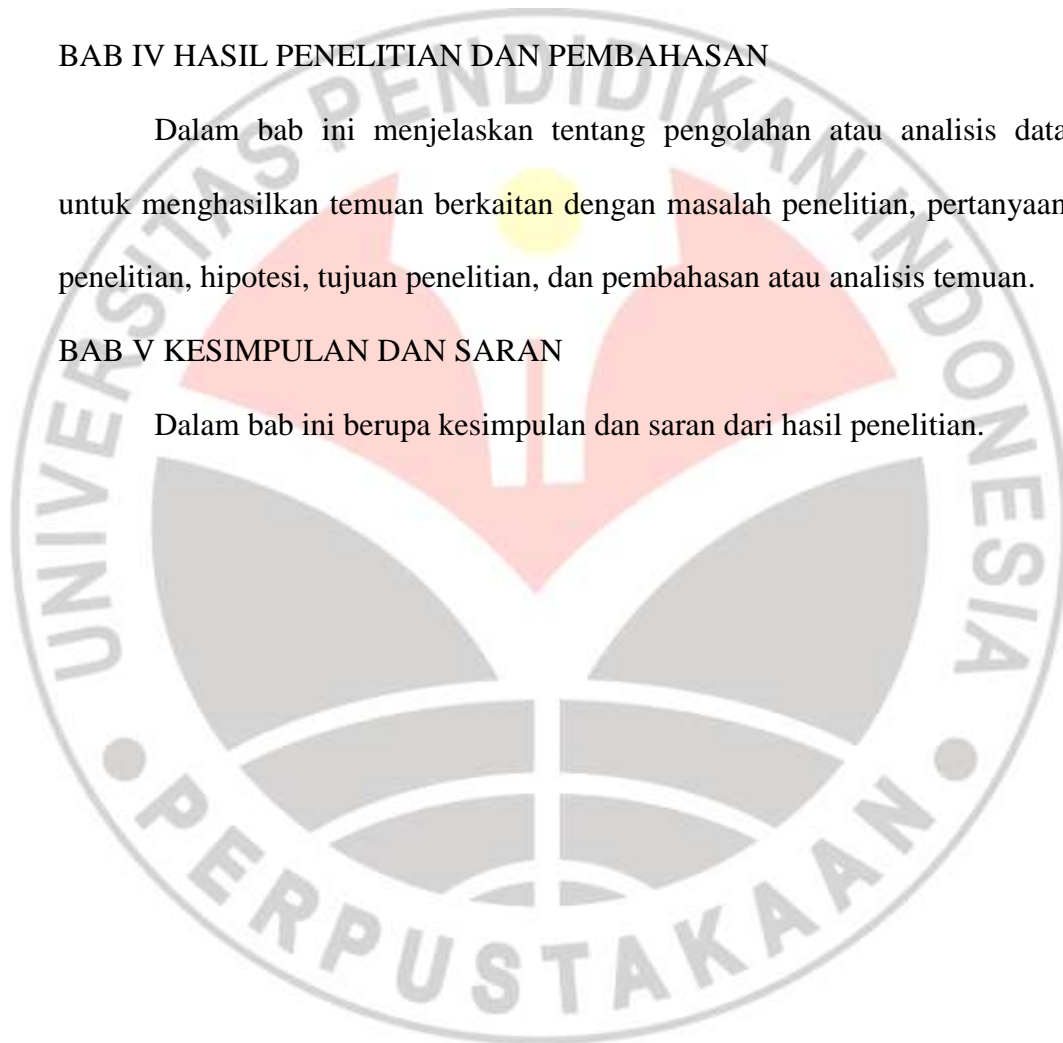 BAB IV HASIL PENELITIAN DAN PEMBAHASAN
Dalam bab ini menjelaskan tentang pengolahan atau analisis data
untuk menghasilkan temuan berkaitan dengan masalah penelitian, pertanyaan
penelitian, hipotesi, tujuan penelitian, dan pembahasan atau analisis temuan.
BAB V KESIMPULAN DAN SARAN
Dalam bab ini berupa kesimpulan dan saran dari hasil penelitian.
UNIVERSITAS PENDIDIKAN INDONESIA
PERPUSTAKAAN